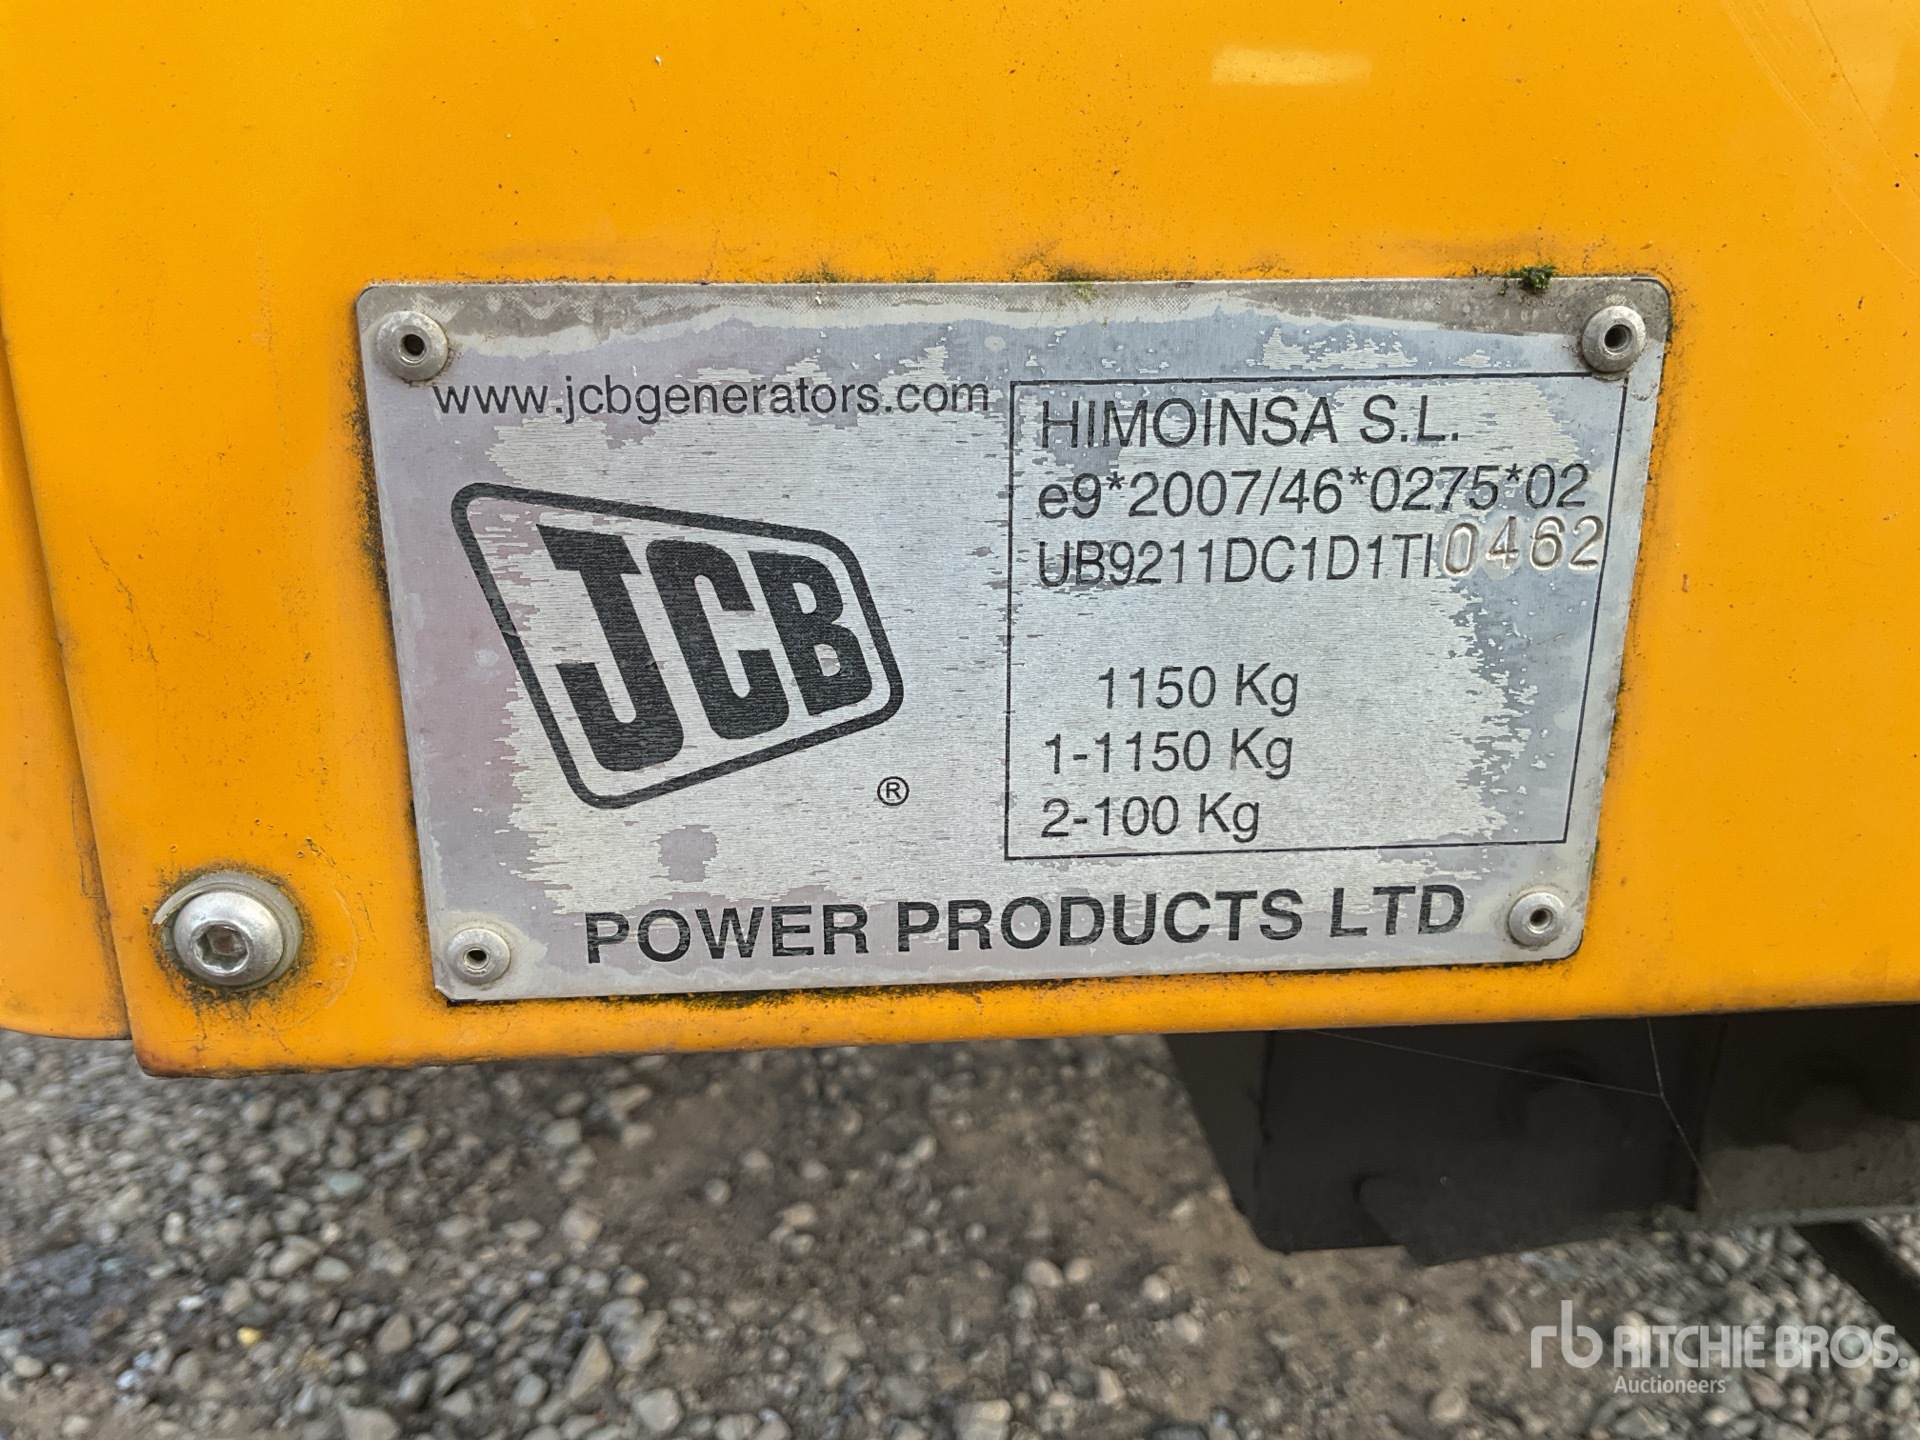 www.jcbgenerators.com
JCB
®
HIMOINSA S.L.
e9*2007/46*0275*02
UB9211DC1D1TI0462
1150 Kg
1-1150 Kg
2-100 Kg
POWER PRODUCTS LTD
rb RITCHIE BROS.
Auctioneers